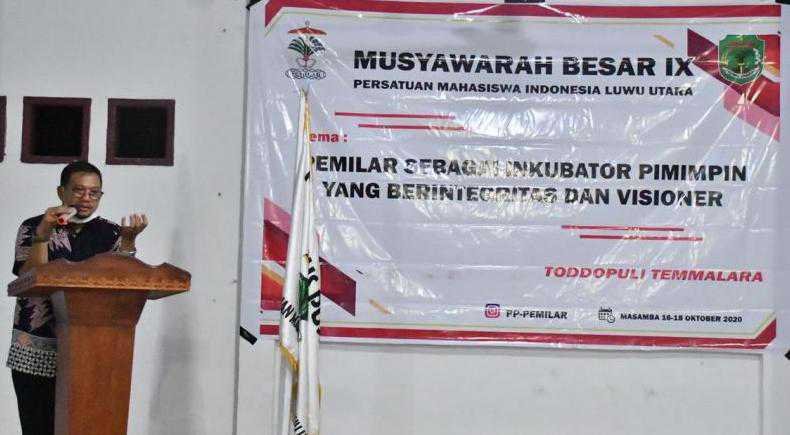 MUSYAWARAH BESAR IX
PERSATUAN MAHASISWA INDONESIA LUWU UTARA
ema :
PEMILAR SEBAGAI INKUBATOR PIMIMPIN
YANG BERINTEGRITAS DAN VISIONER
TODDOPULI TEMMALARA
PP-PEMILAR
MASAMBA 16-18 OKTOBER 2020